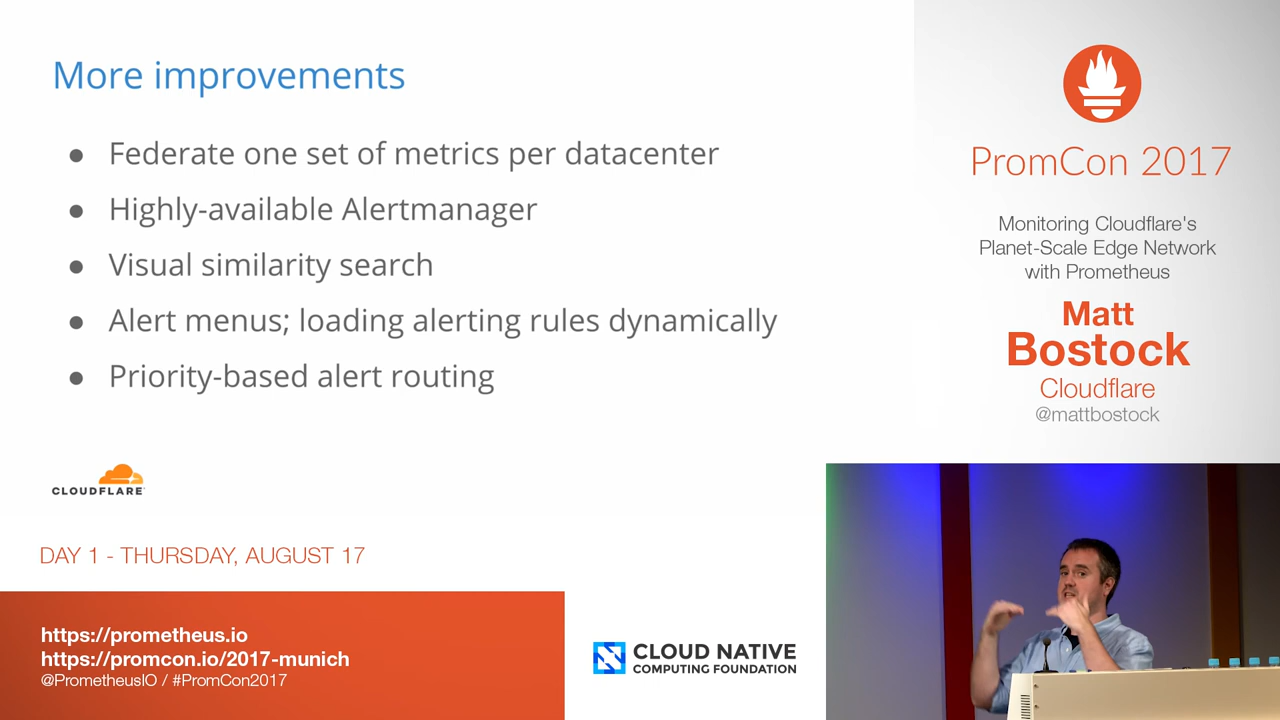 More improvements
● Federate one set of metrics per datacenter
● Highly-available Alertmanager
● Visual similarity search
● Alert menus; loading alerting rules dynamically
● Priority-based alert routing
CLOUDFLARE
DAY 1 - THURSDAY, AUGUST 17
https://prometheus.io
https://promcon.io/2017-munich
@PrometheusIO / #PromCon2017
CLOUD NATIVE
COMPUTING FOUNDATION
PromCon 2017
Monitoring Cloudflare's
Planet-Scale Edge Network
with Prometheus
Matt
Bostock
Cloudflare
@mattbostock